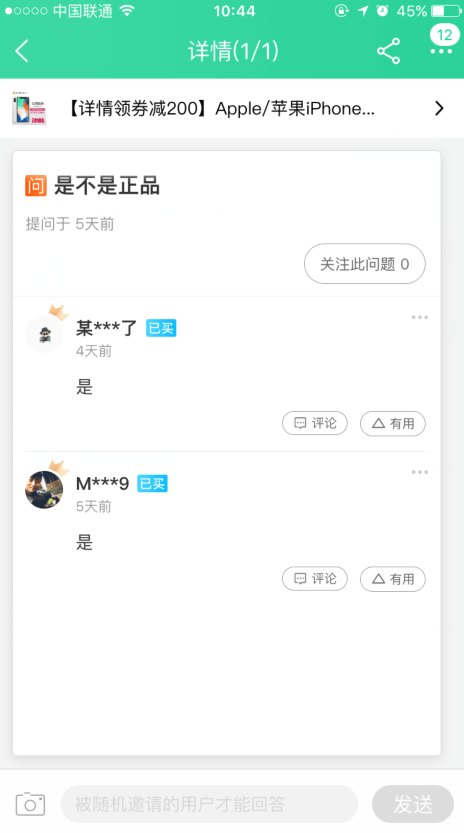 中国联通 10:44 45%
详情(1/1) 12
【详情领券减200】Apple/苹果iPhone...
问 是不是正品
提问于 5天前
关注此问题 0
某***了 已买
4天前
是
评论 有用
M***9 已买
5天前
是
评论 有用
被随机邀请的用户才能回答 发送